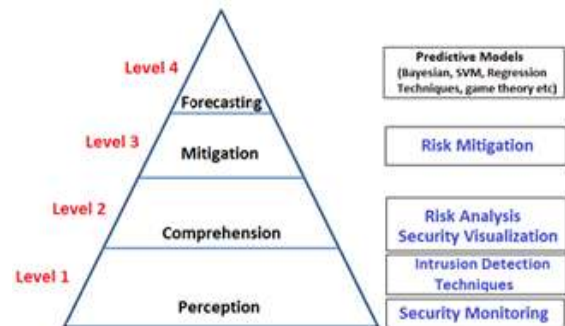 Level 4
Forecasting
Level 3
Mitigation
Level 2
Comprehension
Level 1
Perception
Predictive Models
(Bayesian, SVM, Regression
Techniques, game theory etc)
Risk Mitigation
Risk Analysis
Security Visualization
Intrusion Detection
Techniques
Security Monitoring